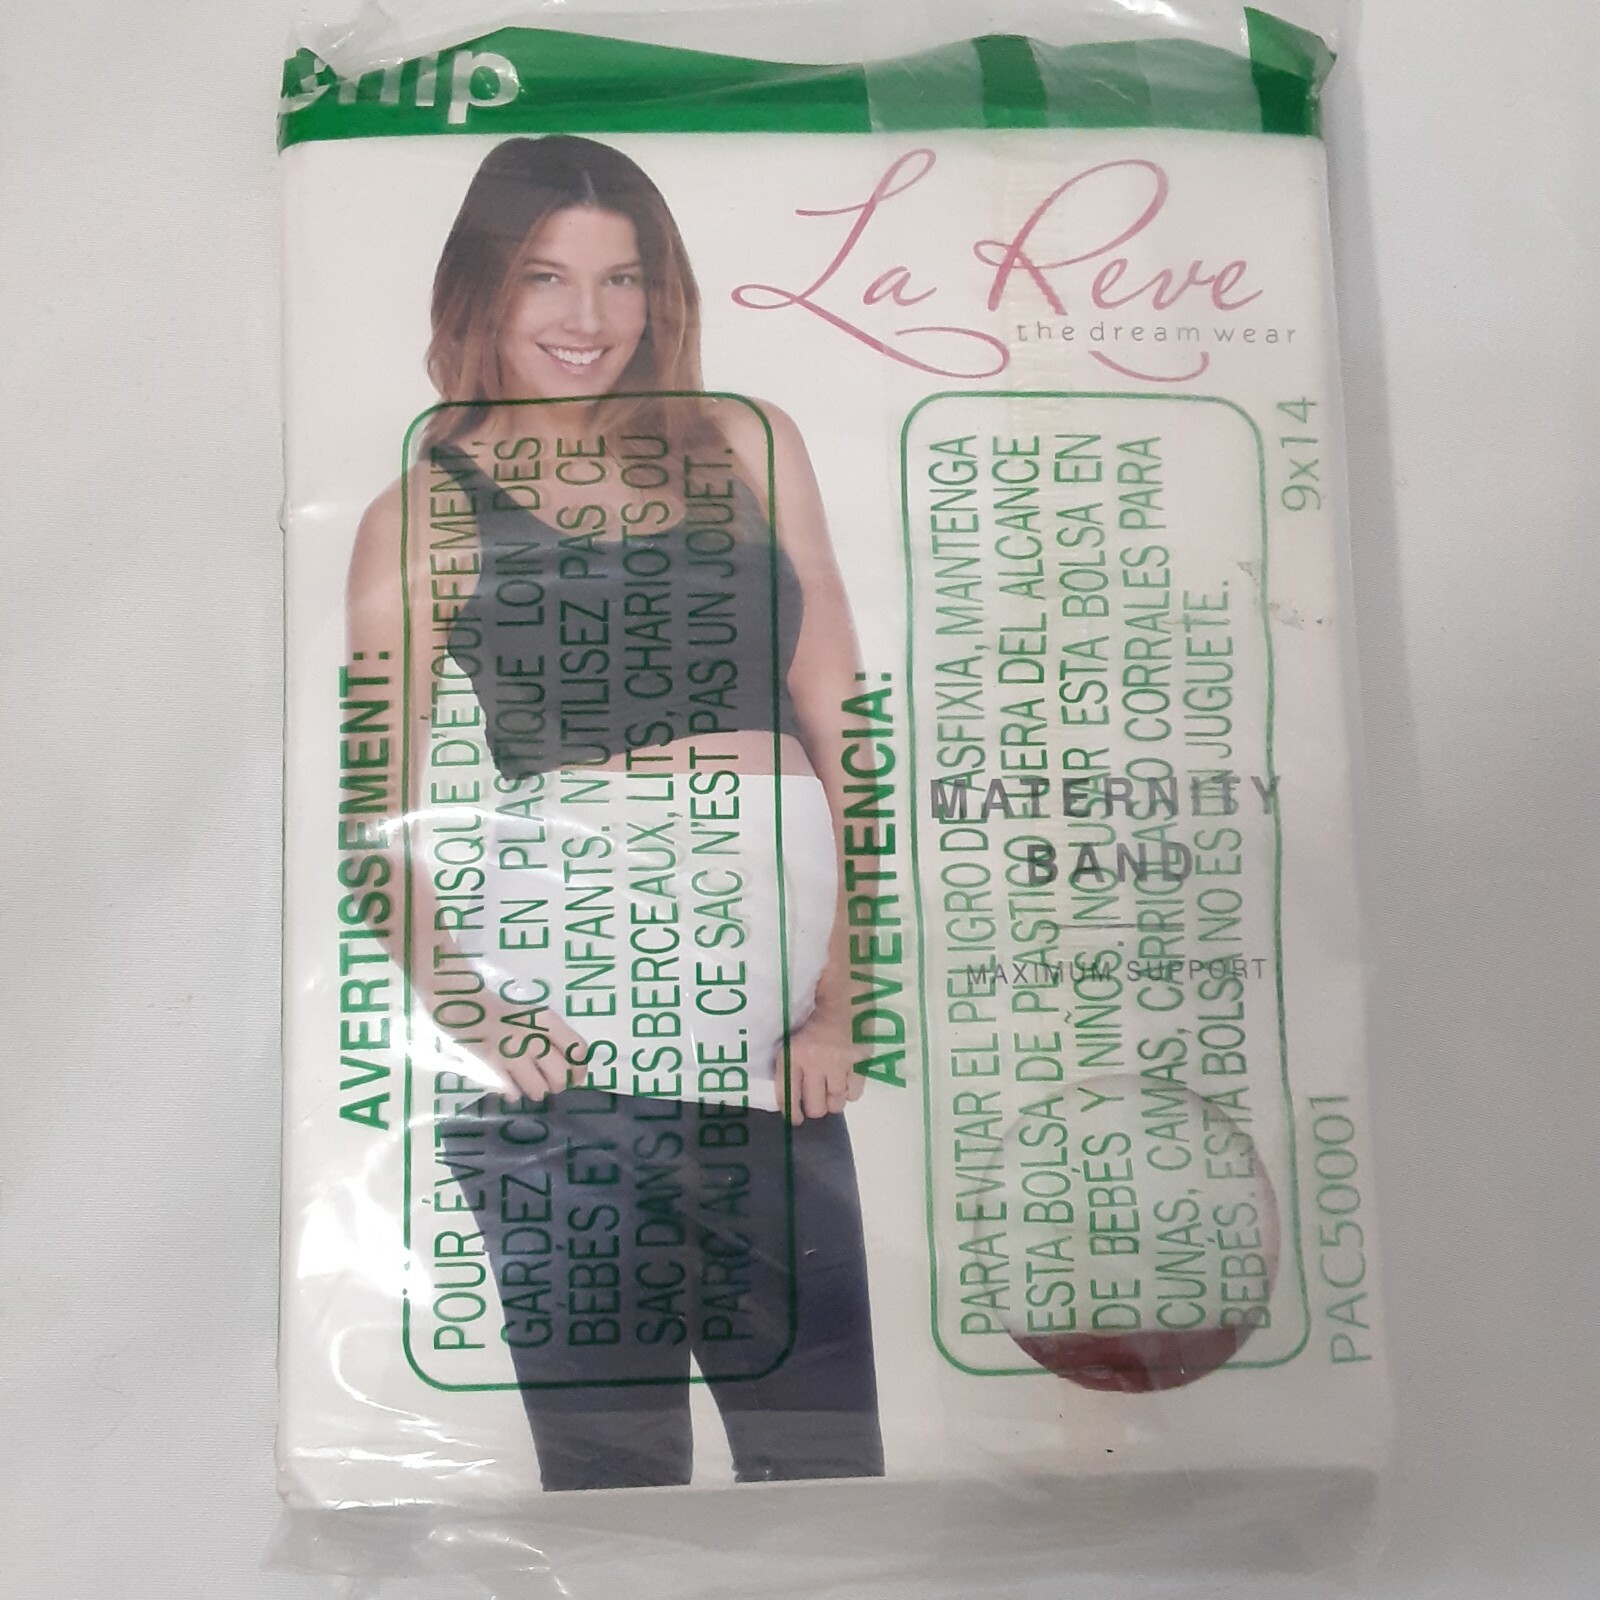 La Reve
the dream wear
9x14
AVERTISSEMENT:
POUR ÉVITER TOUT RISQUE D'ÉTOUFFEMENT,
GARDEZ CE SAC EN PLASTIQUE LOIN DES
BÉBÉS ET LES ENFANTS. N'UTILISEZ PAS CE
SAC DANS LES BERCEAUX, LITS, CHARIOTS OU
PARC AU BEBE. CE SAC N'EST PAS UN JOUET.
ADVERTENCIA:
PARA EVITAR EL PELIGRO DE ASFIXIA, MANTENGA
ESTA BOLSA DE PLASTICO FUERA DEL ALCANCE
DE BEBÉS Y NIÑOS. ¡NO USAR ESTA BOLSA EN
CUNAS, CAMAS, CARRIOLAS O CORRALES PARA
BEBÉS. ESTA BOLSA NO ES UN JUGUETE.
MATERNITY
BAND
MAXIMUM SUPPORT
PAC50001